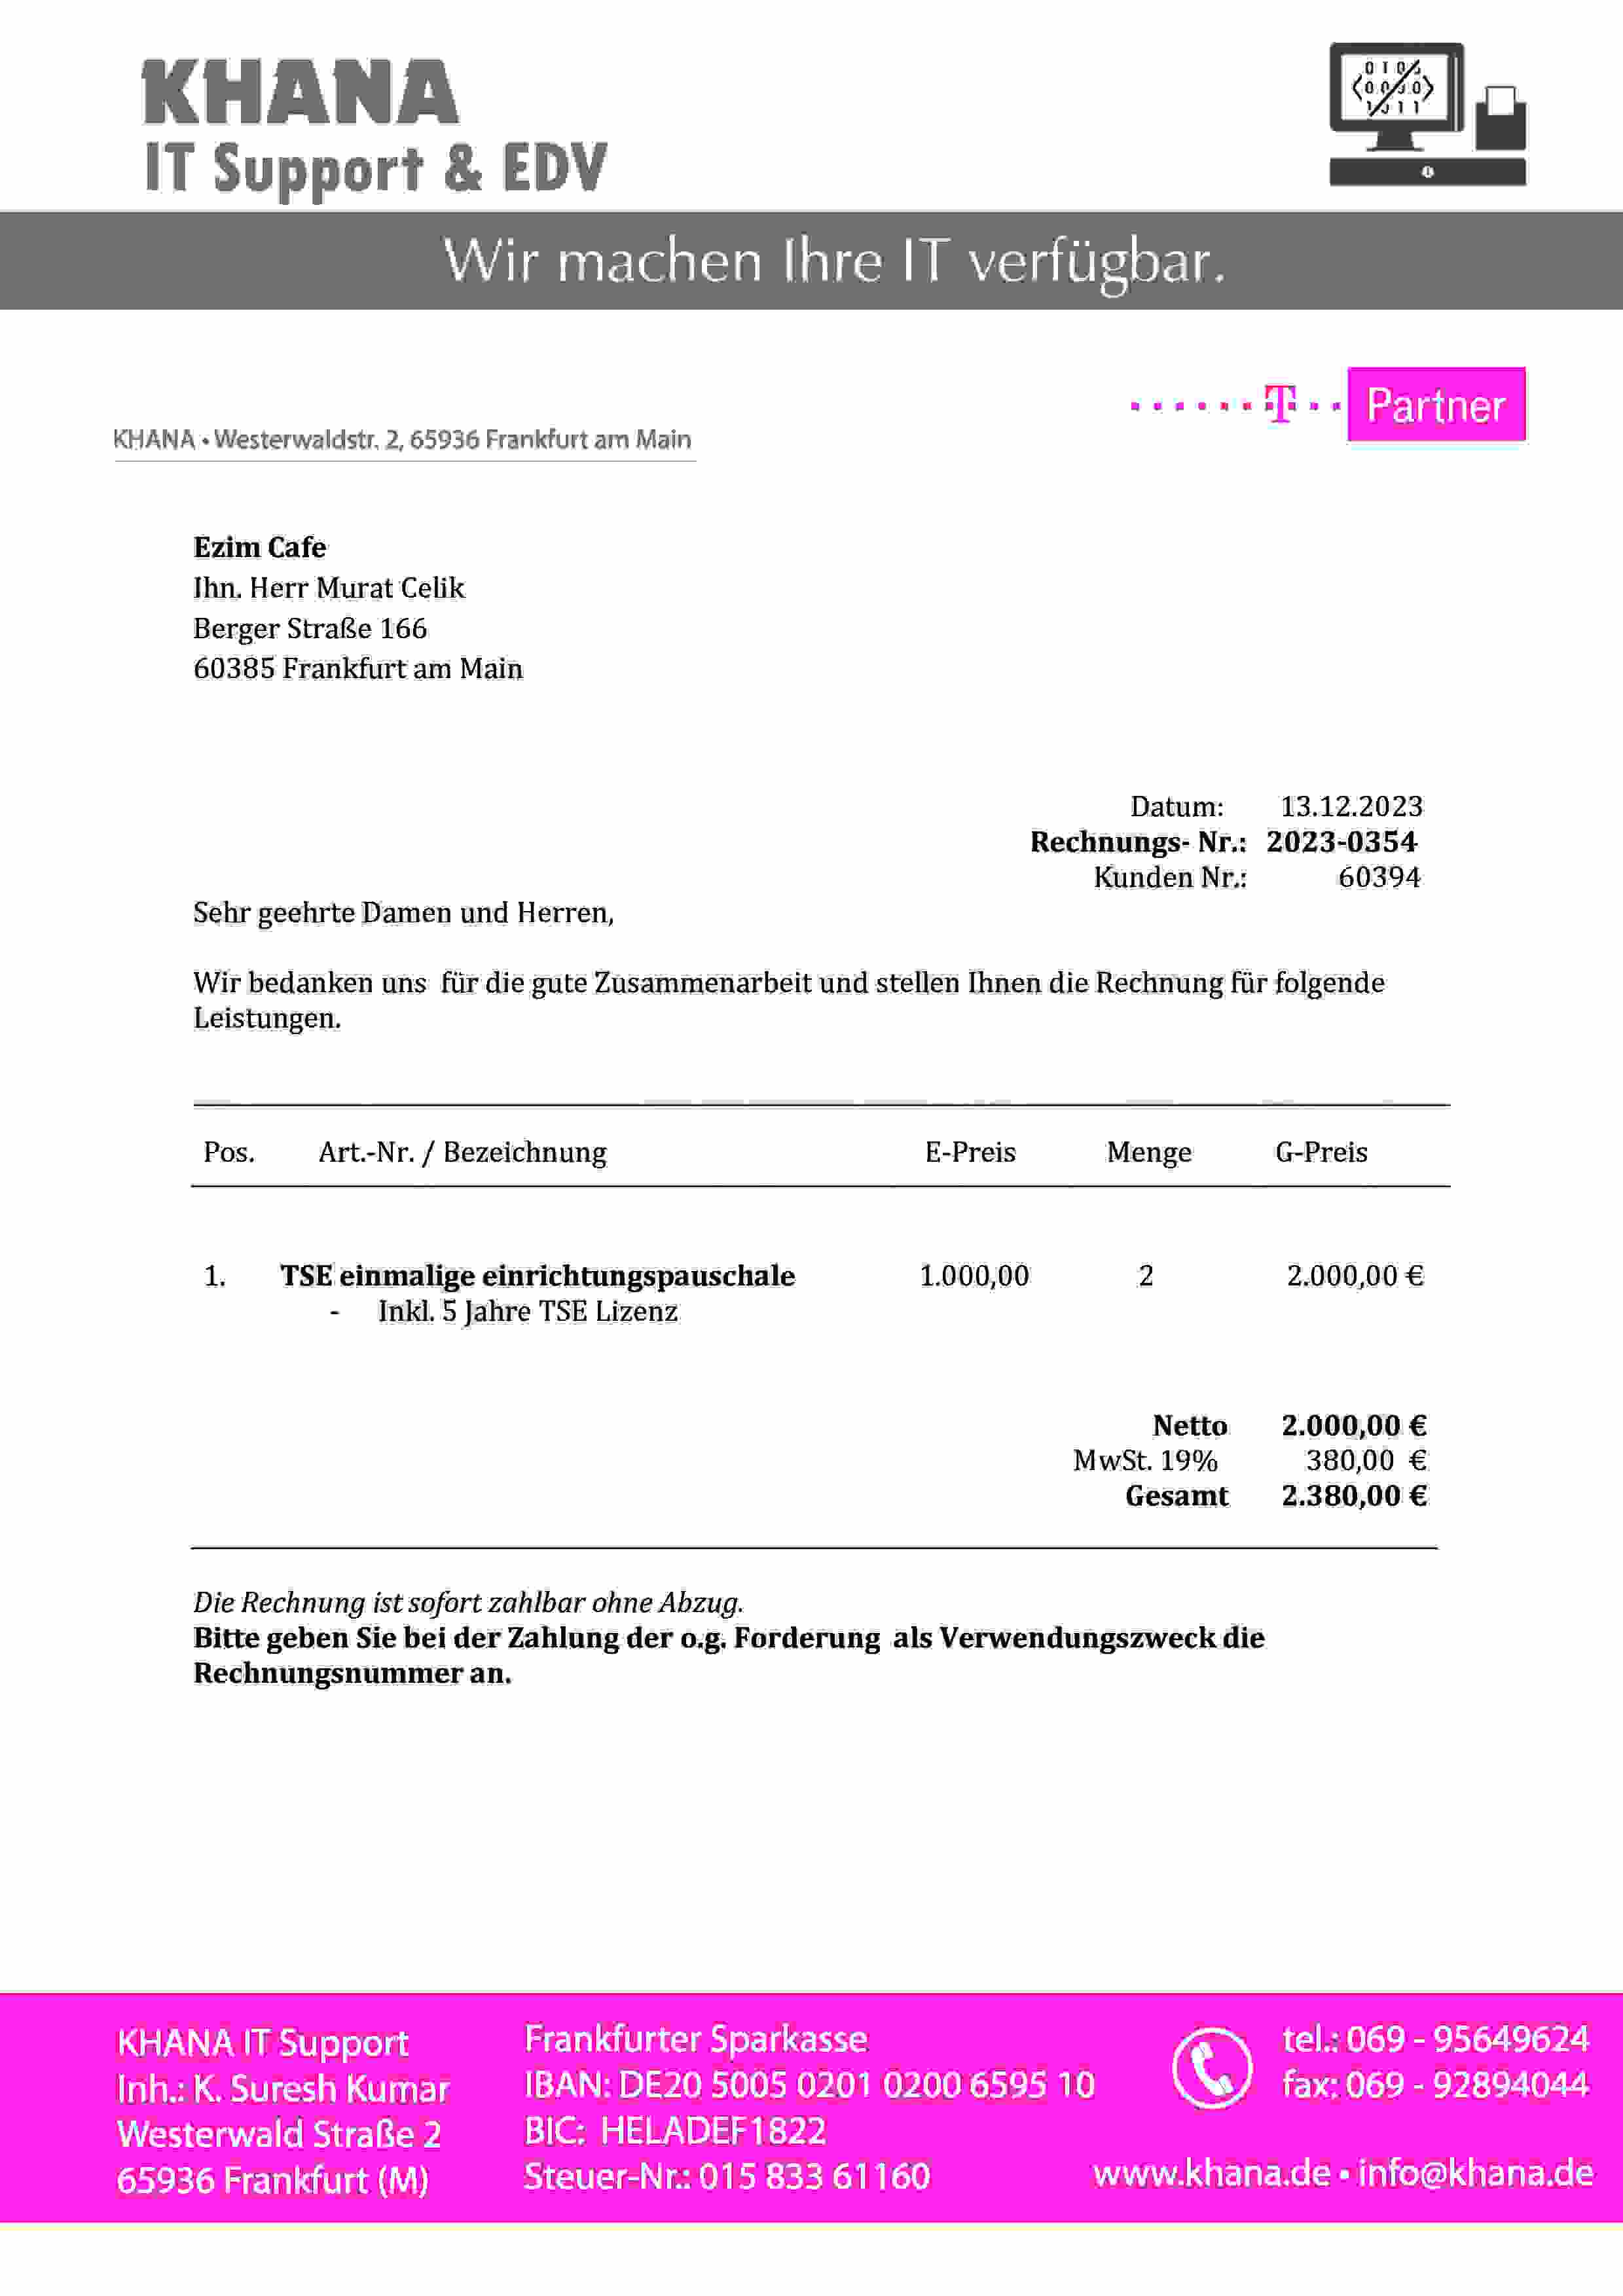 KHANA
IT Support & EDV
Wir machen Ihre IT verfügbar.
T Partner
KHANA • Westerwaldstr. 2, 65936 Frankfurt am Main
Ezim Cafe
Ihn. Herr Murat Celik
Berger Straße 166
60385 Frankfurt am Main
Datum: 13.12.2023
Rechnungs- Nr.: 2023-0354
Kunden Nr.: 60394
Sehr geehrte Damen und Herren,
Wir bedanken uns für die gute Zusammenarbeit und stellen Ihnen die Rechnung für folgende
Leistungen.
Pos. Art.-Nr. / Bezeichnung E-Preis Menge G-Preis
1. TSE einmalige einrichtungspauschale 1.000,00 2 2.000,00 €
- Inkl. 5 Jahre TSE Lizenz
Netto 2.000,00 €
MwSt. 19% 380,00 €
Gesamt 2.380,00 €
Die Rechnung ist sofort zahlbar ohne Abzug.
Bitte geben Sie bei der Zahlung der o.g. Forderung als Verwendungszweck die
Rechnungsnummer an.
KHANA IT Support
Inh.: K. Suresh Kumar
Westerwald Straße 2
65936 Frankfurt (M)
Frankfurter Sparkasse
IBAN: DE20 5005 0201 0200 6595 10
BIC: HELADEF1822
Steuer-Nr.: 015 833 61160
tel.: 069 - 95649624
fax: 069 - 92894044
www.khana.de • info@khana.de